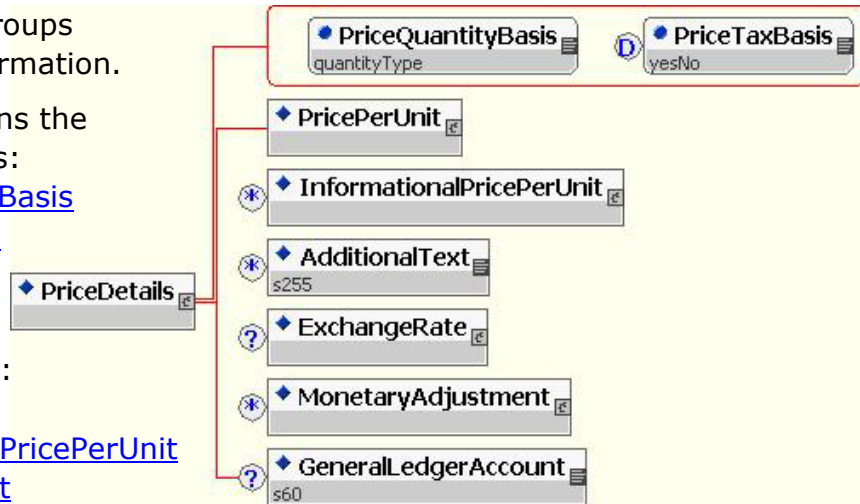 roups
rmation.
ns the
s:
Basis
:
PricePerUnit
t
PriceDetails
PriceQuantityBasis
quantityType
D
PriceTaxBasis
yesNo
PricePerUnit
* InformationalPricePerUnit
* AdditionalText
s255
? ExchangeRate
* MonetaryAdjustment
? GeneralLedgerAccount
s60